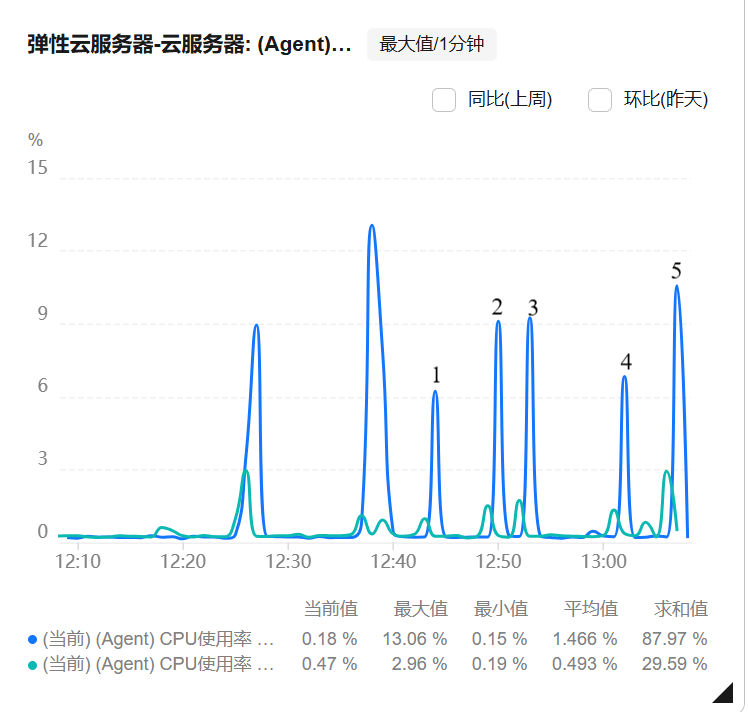 弹性云服务器-云服务器: (Agent)… 最大值/1分钟
同比(上周) 环比(昨天)
%
15
12
9
6
3
0
1
2
3
4
5
12:10 12:20 12:30 12:40 12:50 13:00
当前值 最大值 最小值 平均值 求和值
(当前) (Agent) CPU使用率 … 0.18 % 13.06 % 0.15 % 1.466 % 87.97 %
(当前) (Agent) CPU使用率 … 0.47 % 2.96 % 0.19 % 0.493 % 29.59 %